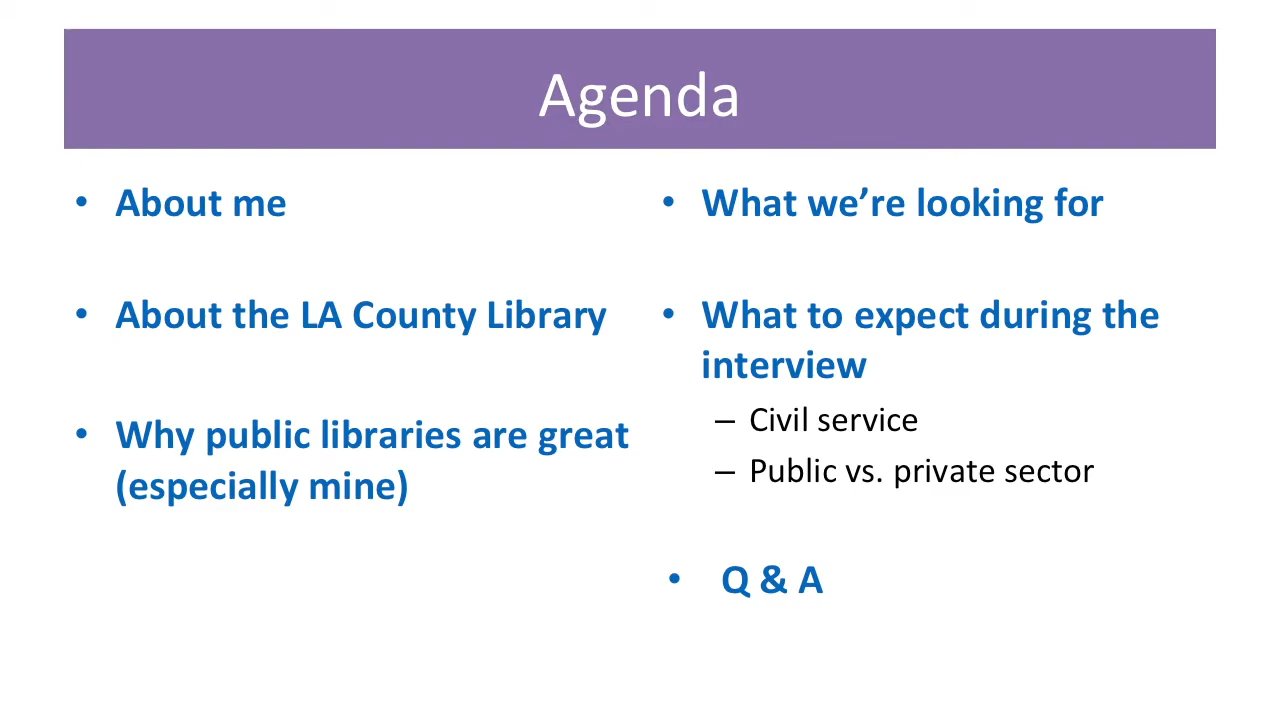 Agenda
• About me
• About the LA County Library
• Why public libraries are great
(especially mine)
• What we’re looking for
• What to expect during the
interview
– Civil service
– Public vs. private sector
• Q & A